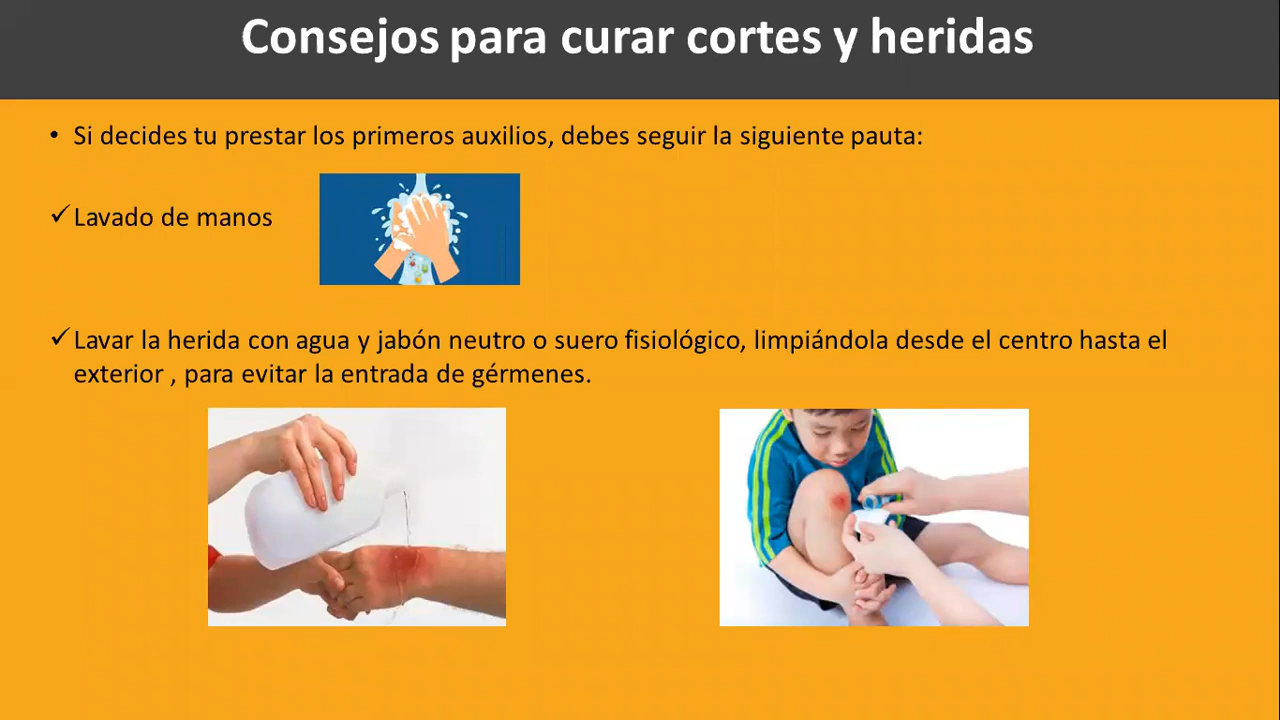 Consejos para curar cortes y heridas
• Si decides tu prestar los primeros auxilios, debes seguir la siguiente pauta:
✓Lavado de manos
✓Lavar la herida con agua y jabón neutro o suero fisiológico, limpiándola desde el centro hasta el
exterior , para evitar la entrada de gérmenes.